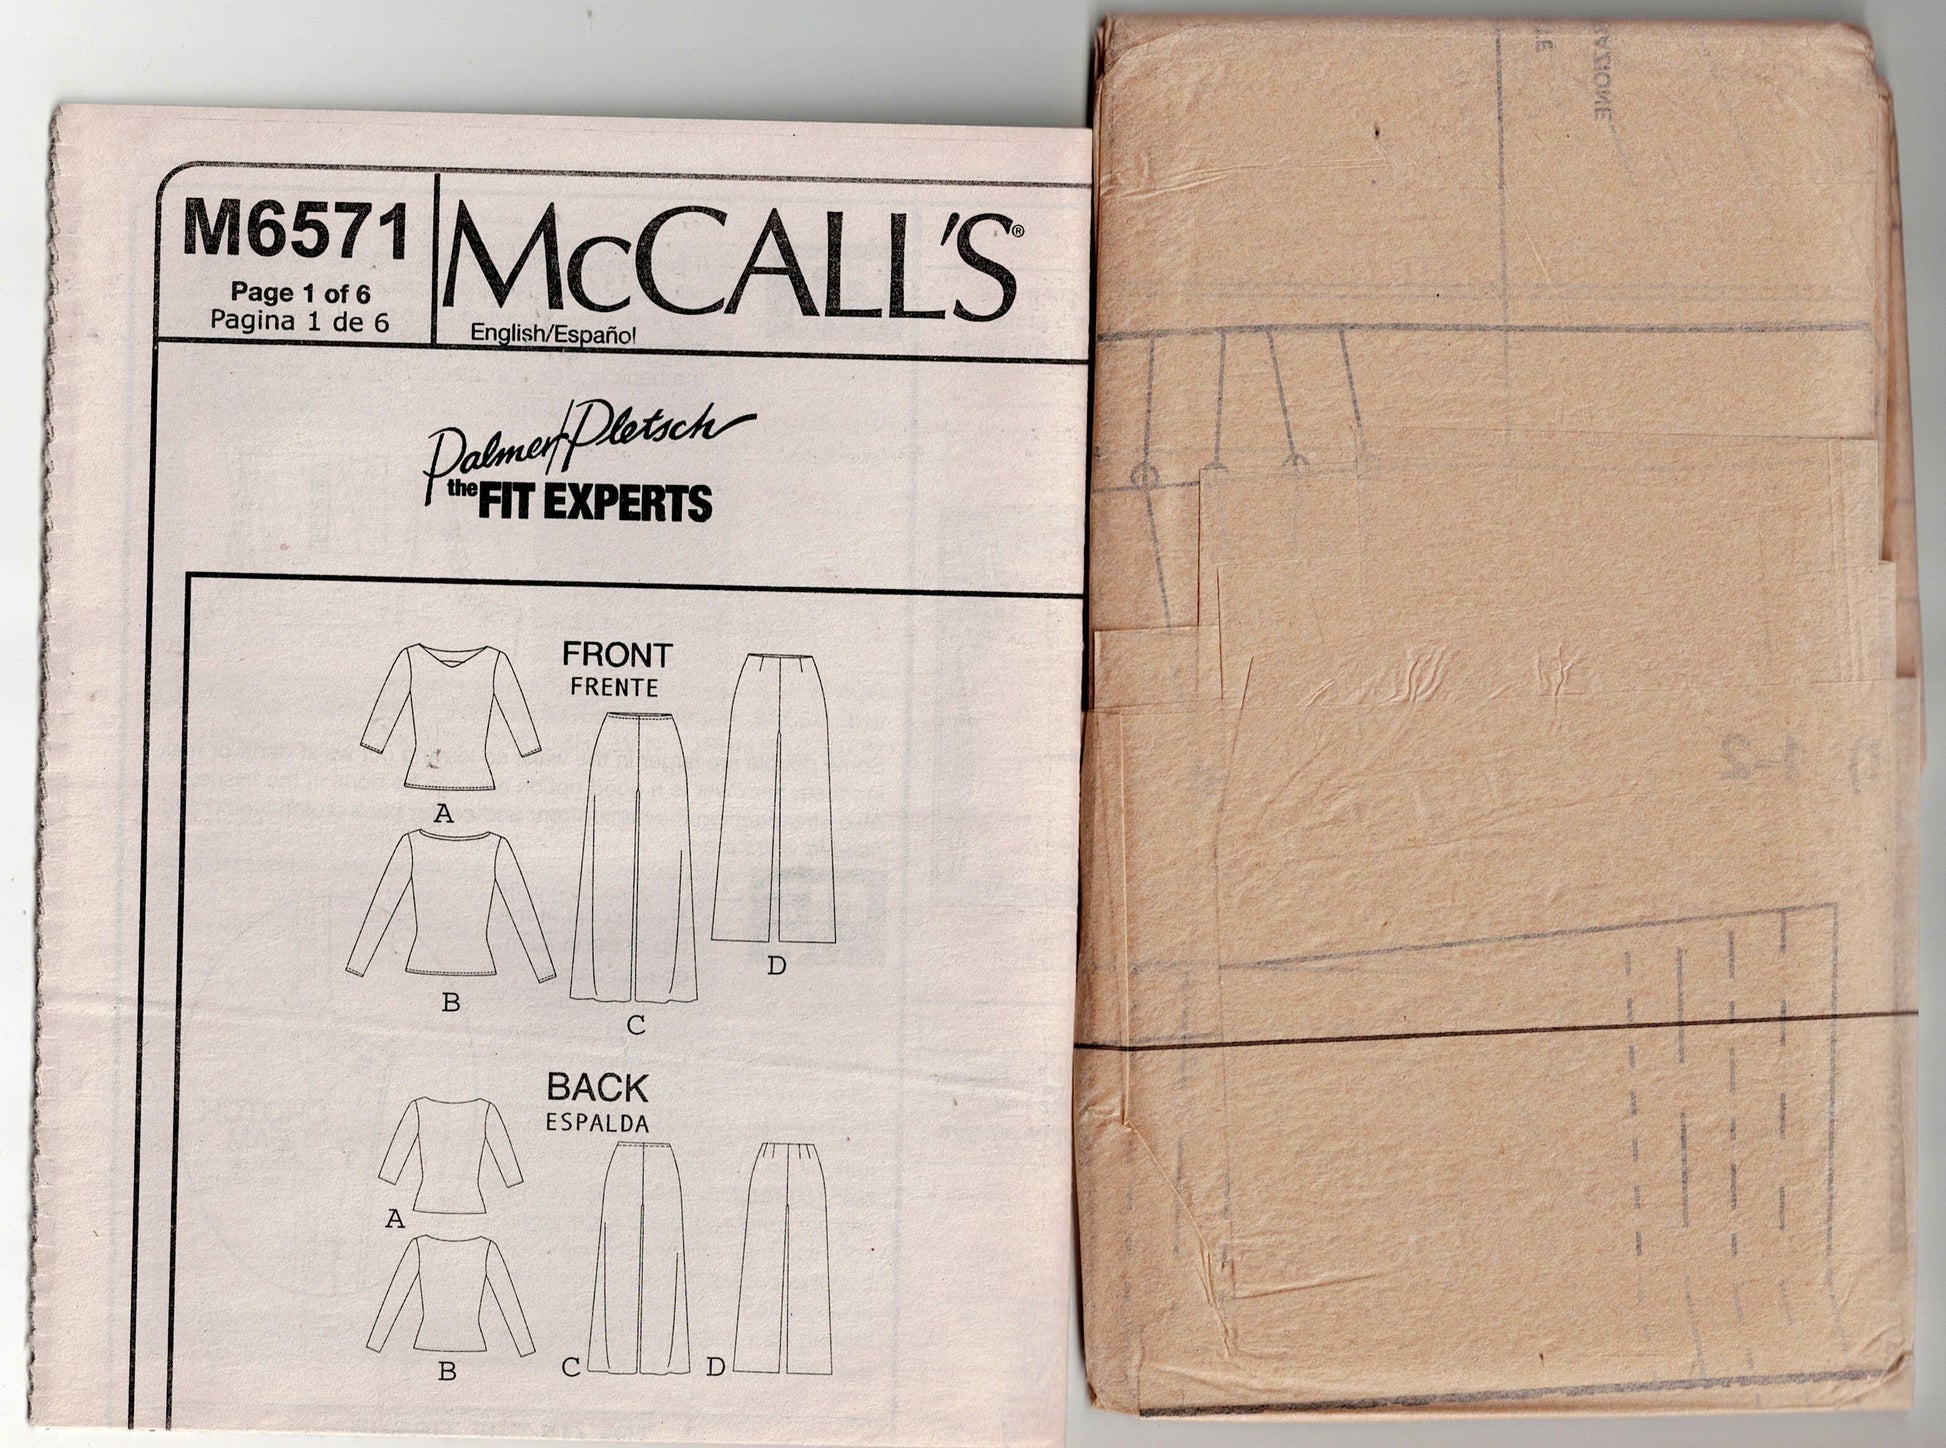 M6571
Page 1 of 6
Pagina 1 de 6
McCALL'S®
English/Español
Palmer/Pletsch
the FIT EXPERTS
FRONT
FRENTE
A
B
C
D
BACK
ESPALDA
A
B
C
D